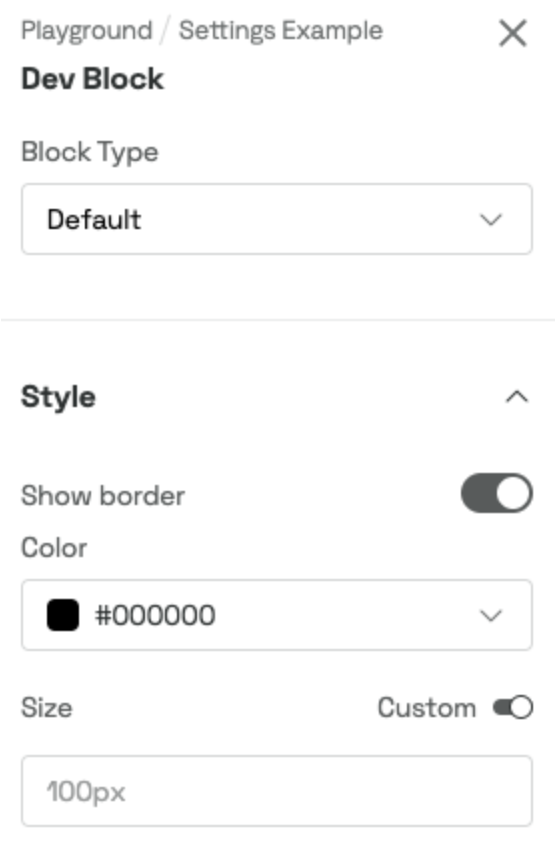 Playground / Settings Example
Dev Block
Block Type
Default
Style
Show border
Color
#000000
Size Custom
100px